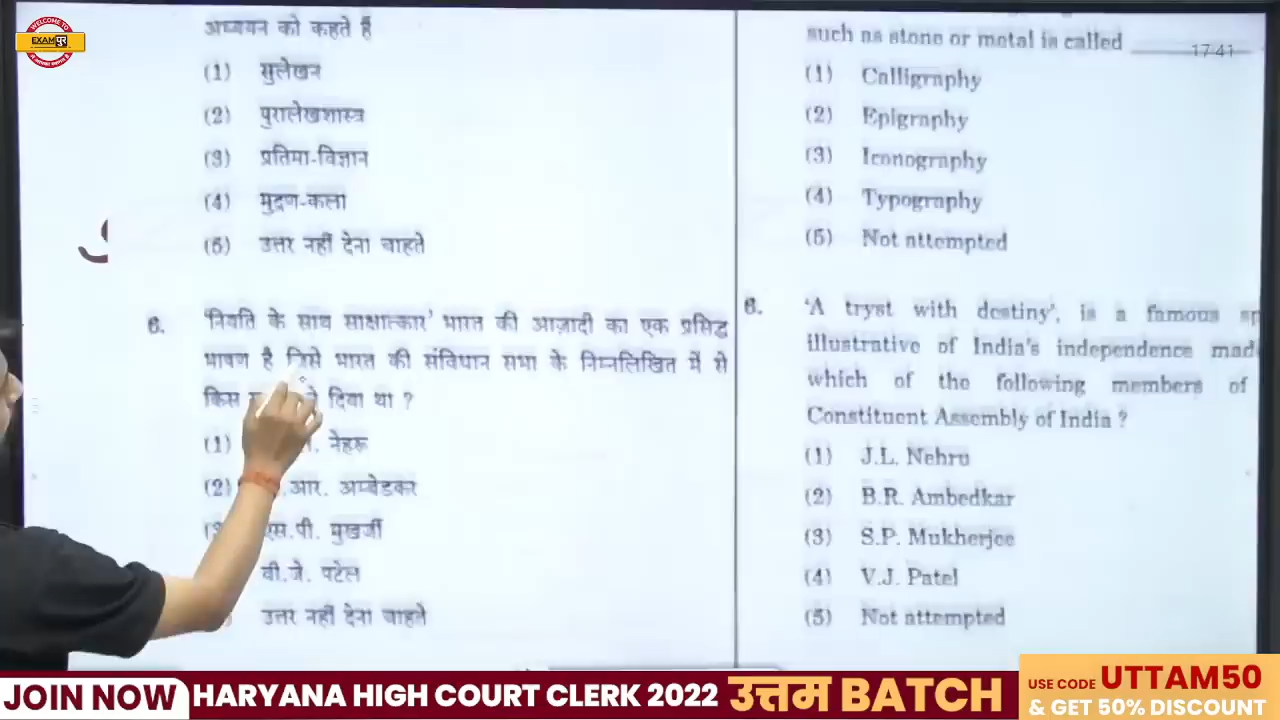 WELCOME TO
EXAMपुर
अध्ययन को कहते हैं
(1) सुलेखन
(2) पुरालेखशास्त्र
(3) प्रतिमा-विज्ञान
(4) मुद्रण-कला
(5) उत्तर नहीं देना चाहते
6. 'नियति के साथ साक्षात्कार' भारत की आज़ादी का एक प्रसिद्ध
भाषण है जिसे भारत की संविधान सभा के निम्नलिखित में से
किस दिया था ?
(1) नेहरू
(2) आर. अम्बेडकर
एस.पी. मुखर्जी
वी.जे. पटेल
उत्तर नहीं देना चाहते
such as stone or metal is called
17:41
(1) Calligraphy
(2) Epigraphy
(3) Iconography
(4) Typography
(5) Not attempted
6. 'A tryst with destiny', is a famous sp
illustrative of India's independence mad
which of the following members of
Constituent Assembly of India ?
(1) J.L. Nehru
(2) B.R. Ambedkar
(3) S.P. Mukherjee
(4) V.J. Patel
(5) Not attempted
JOIN NOW HARYANA HIGH COURT CLERK 2022 उत्तम BATCH
USE CODE UTTAM50
& GET 50% DISCOUNT